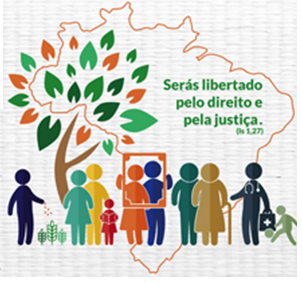 Serás libertado
pelo direito e
pela justiça.
(Is 1,27)